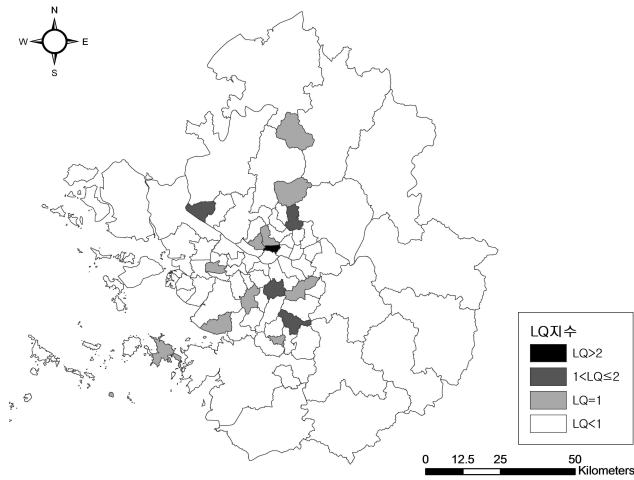 N
W E
S
LQ지수
LQ>2
1<LQ≤2
LQ=1
LQ<1
0 12.5 25 50
Kilometers